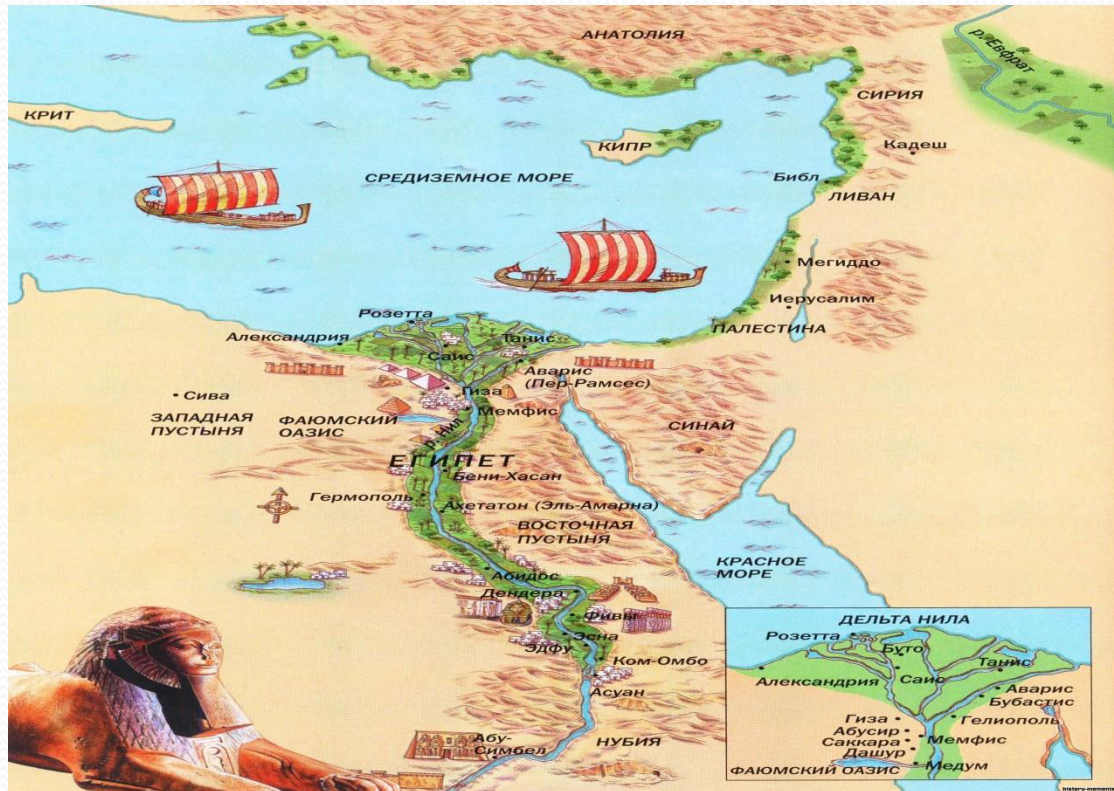 АНАТОЛИЯ
р. Евфрат
СИРИЯ
КРИТ
КИПР
Кадеш
СРЕДИЗЕМНОЕ МОРЕ
Библ
ЛИВАН
Мегиддо
Иерусалим
ПАЛЕСТИНА
Розетта
Александрия
Танис
Саис
Аварис
(Пер-Рамсес)
Гиза
Сива
Мемфис
ЗАПАДНАЯ
ПУСТЫНЯ
ФАЮМСКИЙ
ОАЗИС
р. Нил
СИНАЙ
ЕГИПЕТ
Бени-Хасан
Гермополь
Ахетатон (Эль-Амарна)
ВОСТОЧНАЯ
ПУСТЫНЯ
КРАСНОЕ
МОРЕ
Абидос
Дендера
Фивы
Эсна
Эдфу
Ком-Омбо
Асуан
Абу-
Симбел
НУБИЯ
ДЕЛЬТА НИЛА
Розетта
Буто
Танис
Александрия
Саис
Аварис
Бубастис
Гиза
Гелиополь
Абусир
Саккара
Мемфис
Дашур
ФАЮМСКИЙ ОАЗИС
Медум
history-moments